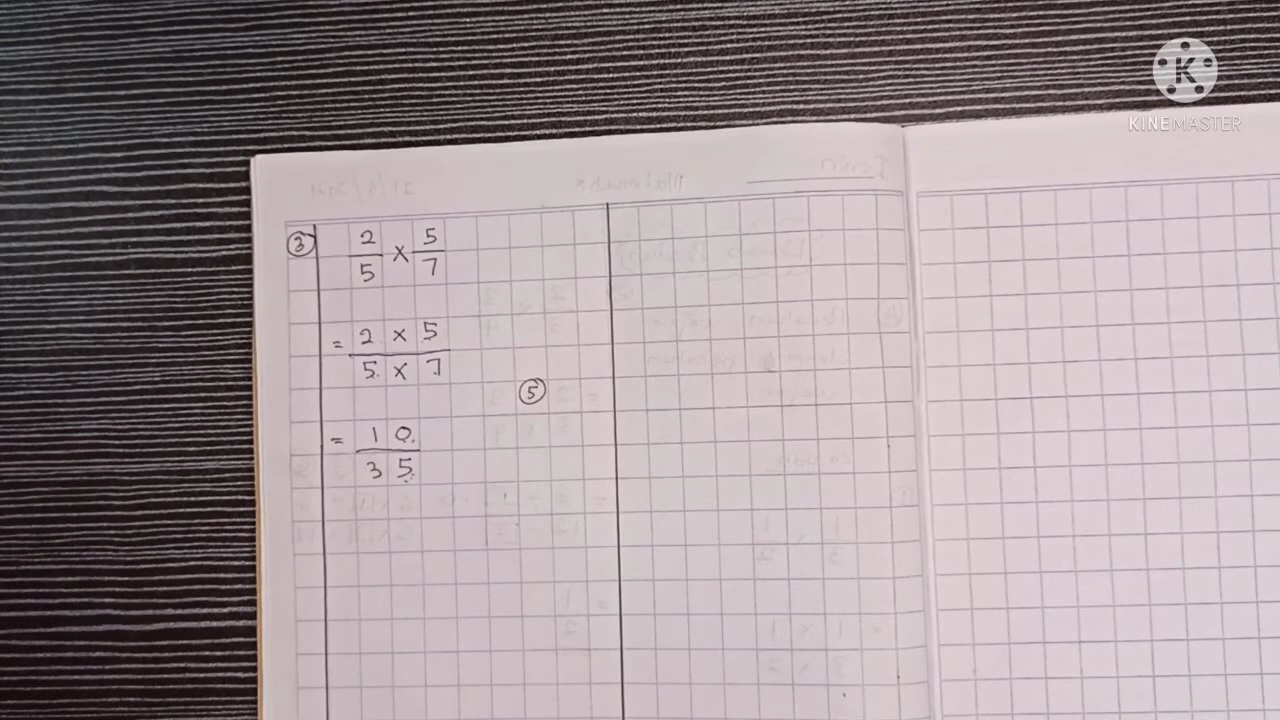 KINEMASTER
③ 2/5 × 5/7
= 2 × 5 / 5 × 7
⑤
= 10/35